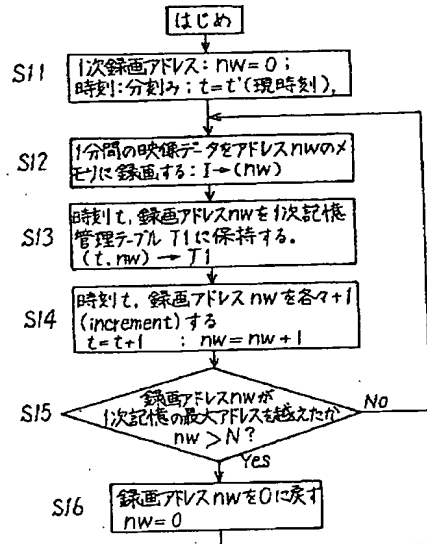 はじめ
S11
1次録画アドレス:nw=0;
時刻:分刻み;t=t'(現時刻),
S12
1分間の映像データをアドレスnwのメ
モリに録画する:I→(nw)
S13
時刻t,録画アドレスnwを1次記憶
管理テーブルT1に保持する。
(t,nw)→T1
S14
時刻t,録画アドレスnwを各々+1
(increment)する
t=t+1 : nw=nw+1
S15
録画アドレスnwが
1次記憶の最大アドレスを越えたか
nw>N?
No
Yes
S16
録画アドレスnwを0に戻す
nw=0